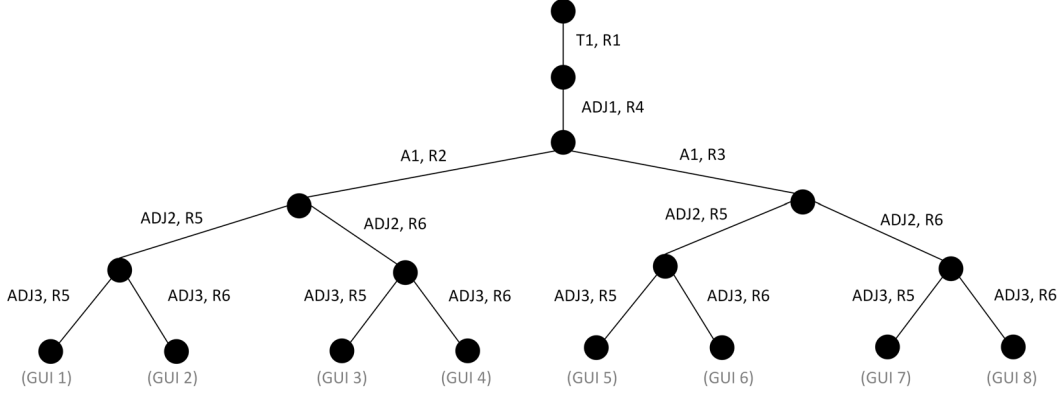 T1, R1
ADJ1, R4
A1, R2
A1, R3
ADJ2, R5
ADJ2, R6
ADJ2, R5
ADJ2, R6
ADJ3, R5
ADJ3, R6
ADJ3, R5
ADJ3, R6
ADJ3, R5
ADJ3, R6
ADJ3, R5
ADJ3, R6
(GUI 1)
(GUI 2)
(GUI 3)
(GUI 4)
(GUI 5)
(GUI 6)
(GUI 7)
(GUI 8)